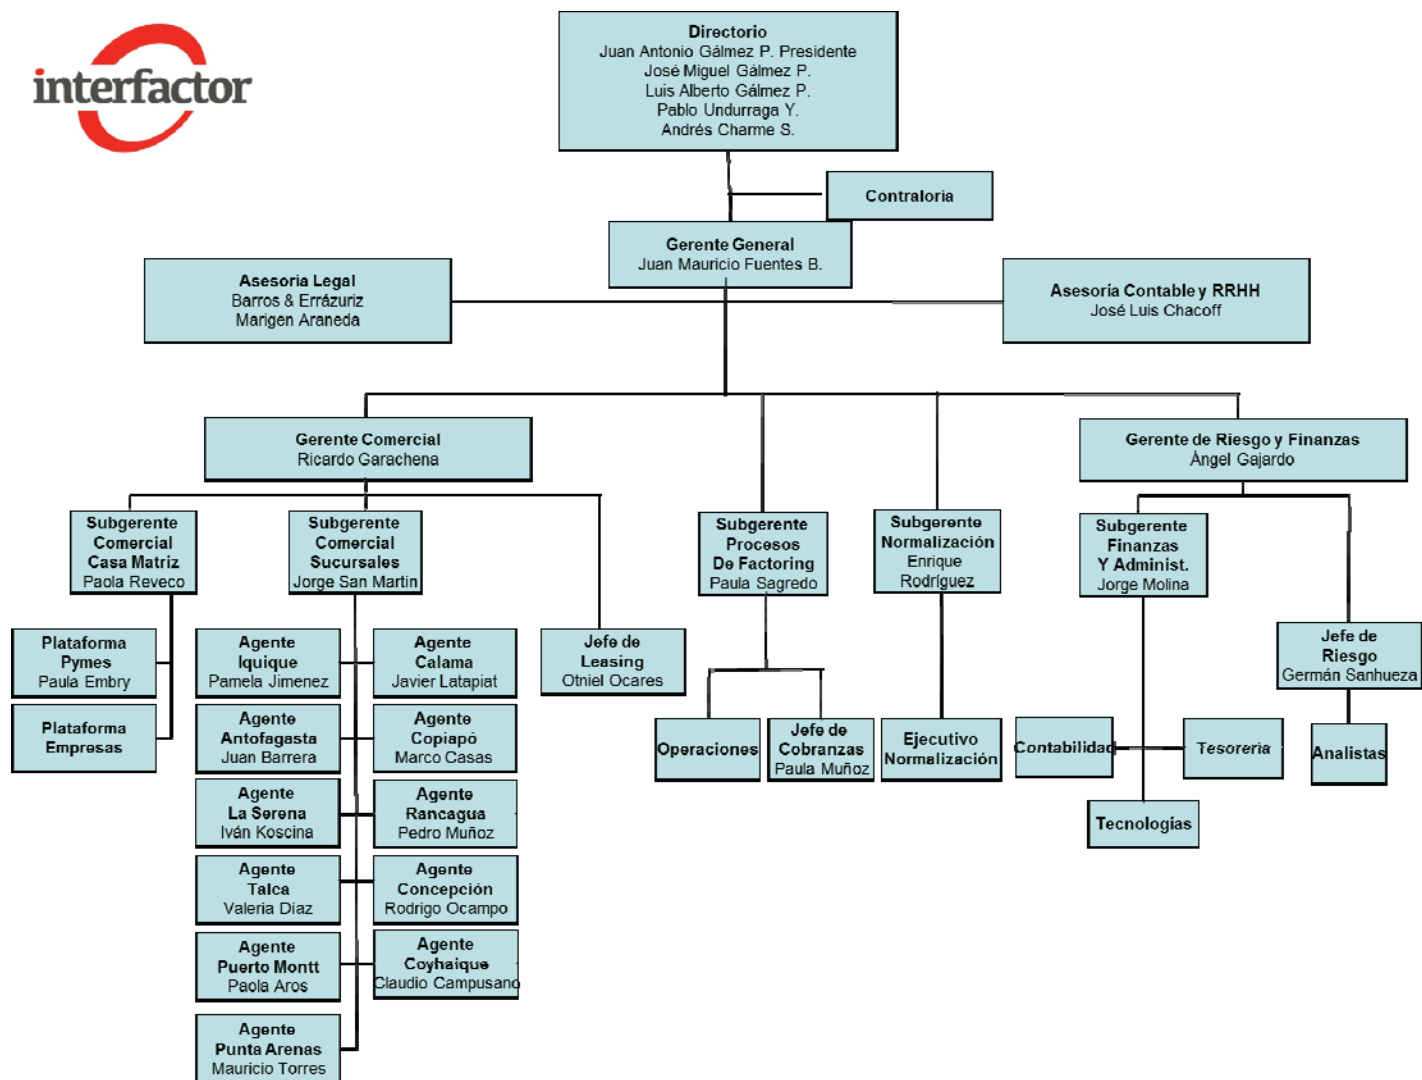 interfactor
Directorio
Juan Antonio Gálmez P. Presidente
José Miguel Gálmez P.
Luis Alberto Gálmez P.
Pablo Undurraga Y.
Andrés Charme S.
Contraloria
Gerente General
Juan Mauricio Fuentes B.
Asesoria Legal
Barros & Errázuriz
Marigen Araneda
Asesoría Contable y RRHH
José Luis Chacoff
Gerente Comercial
Ricardo Garachena
Gerente de Riesgo y Finanzas
Ángel Gajardo
Subgerente
Comercial
Casa Matriz
Paola Reveco
Subgerente
Comercial
Sucursales
Jorge San Martin
Subgerente
Procesos
De Factoring
Paula Sagredo
Subgerente
Normalización
Enrique
Rodríguez
Subgerente
Finanzas
Y Administ.
Jorge Molina
Plataforma
Pymes
Paula Embry
Agente
Iquique
Pamela Jimenez
Agente
Calama
Javier Latapiat
Jefe de
Leasing
Otniel Ocares
Jefe de
Riesgo
Germán Sanhueza
Plataforma
Empresas
Agente
Antofagasta
Juan Barrera
Agente
Copiapó
Marco Casas
Operaciones
Jefe de
Cobranzas
Paula Muñoz
Ejecutivo
Normalización
Contabilidad
Tesoreria
Analistas
Agente
La Serena
Iván Koscina
Agente
Rancagua
Pedro Muñoz
Tecnologías
Agente
Talca
Valeria Diaz
Agente
Concepción
Rodrigo Ocampo
Agente
Puerto Montt
Paola Aros
Agente
Coyhaique
Claudio Campusano
Agente
Punta Arenas
Mauricio Torres